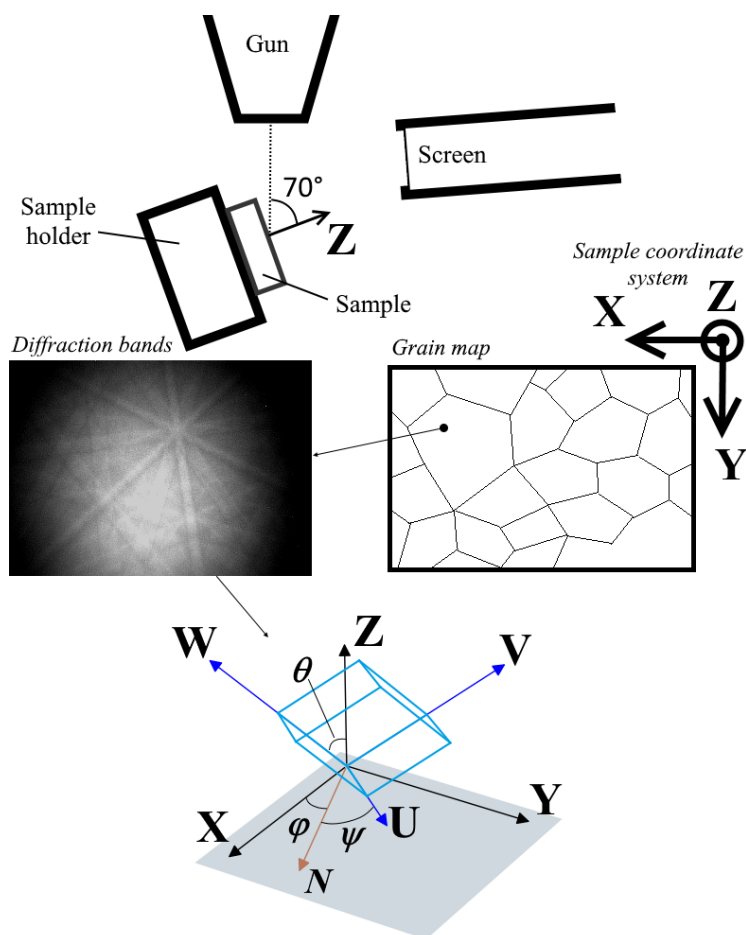 Gun
Screen
70°
Sample
holder
Z
Sample
Sample coordinate
system
Z
X
Y
Diffraction bands
Grain map
W
Z
V
θ
X
φ
ψ
U
Y
N